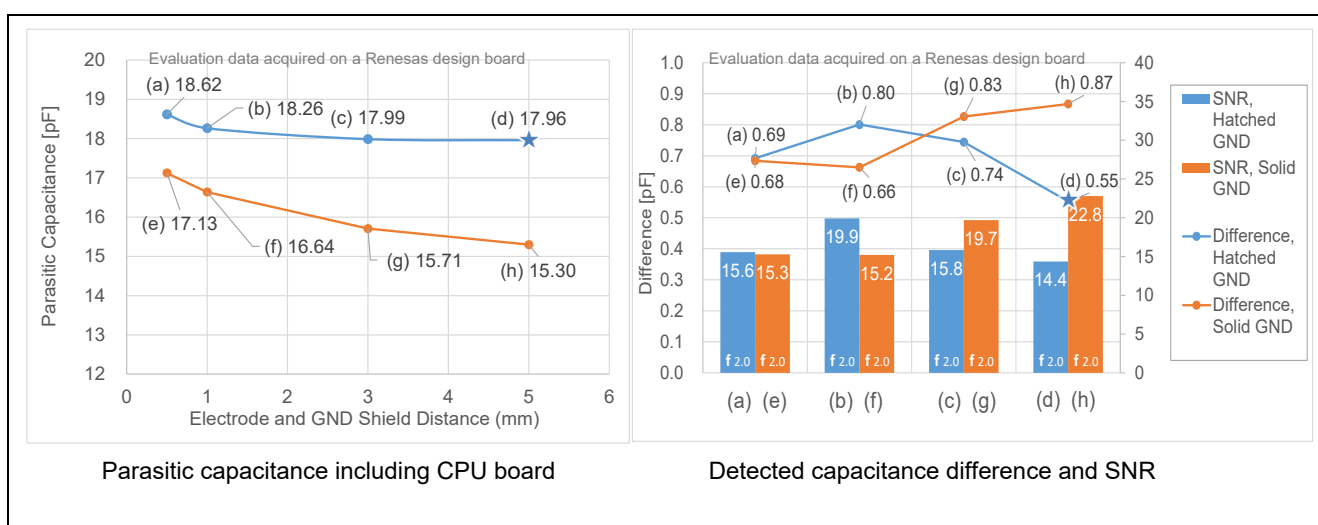 Evaluation data acquired on a Renesas design board
20
19
18
17
16
15
14
13
12
Parasitic Capacitance [pF]
(a) 18.62
(b) 18.26
(c) 17.99
(d) 17.96
(e) 17.13
(f) 16.64
(g) 15.71
(h) 15.30
0 1 2 3 4 5 6
Electrode and GND Shield Distance (mm)
Parasitic capacitance including CPU board
Evaluation data acquired on a Renesas design board
1.0
0.9
0.8
0.7
0.6
0.5
0.4
0.3
0.2
0.1
0.0
Difference [pF]
(a) 0.69
(b) 0.80
(g) 0.83
(h) 0.87
(e) 0.68
(f) 0.66
(c) 0.74
(d) 0.55
15.6 15.3 19.9 15.2 15.8 19.7 14.4 22.8
f 2.0 f 2.0 f 2.0 f 2.0 f 2.0 f 2.0 f 2.0 f 2.0
(a) (e) (b) (f) (c) (g) (d) (h)
40
35
30
25
20
15
10
5
0
SNR,
Hatched
GND
SNR, Solid
GND
Difference,
Hatched
GND
Difference,
Solid GND
Detected capacitance difference and SNR